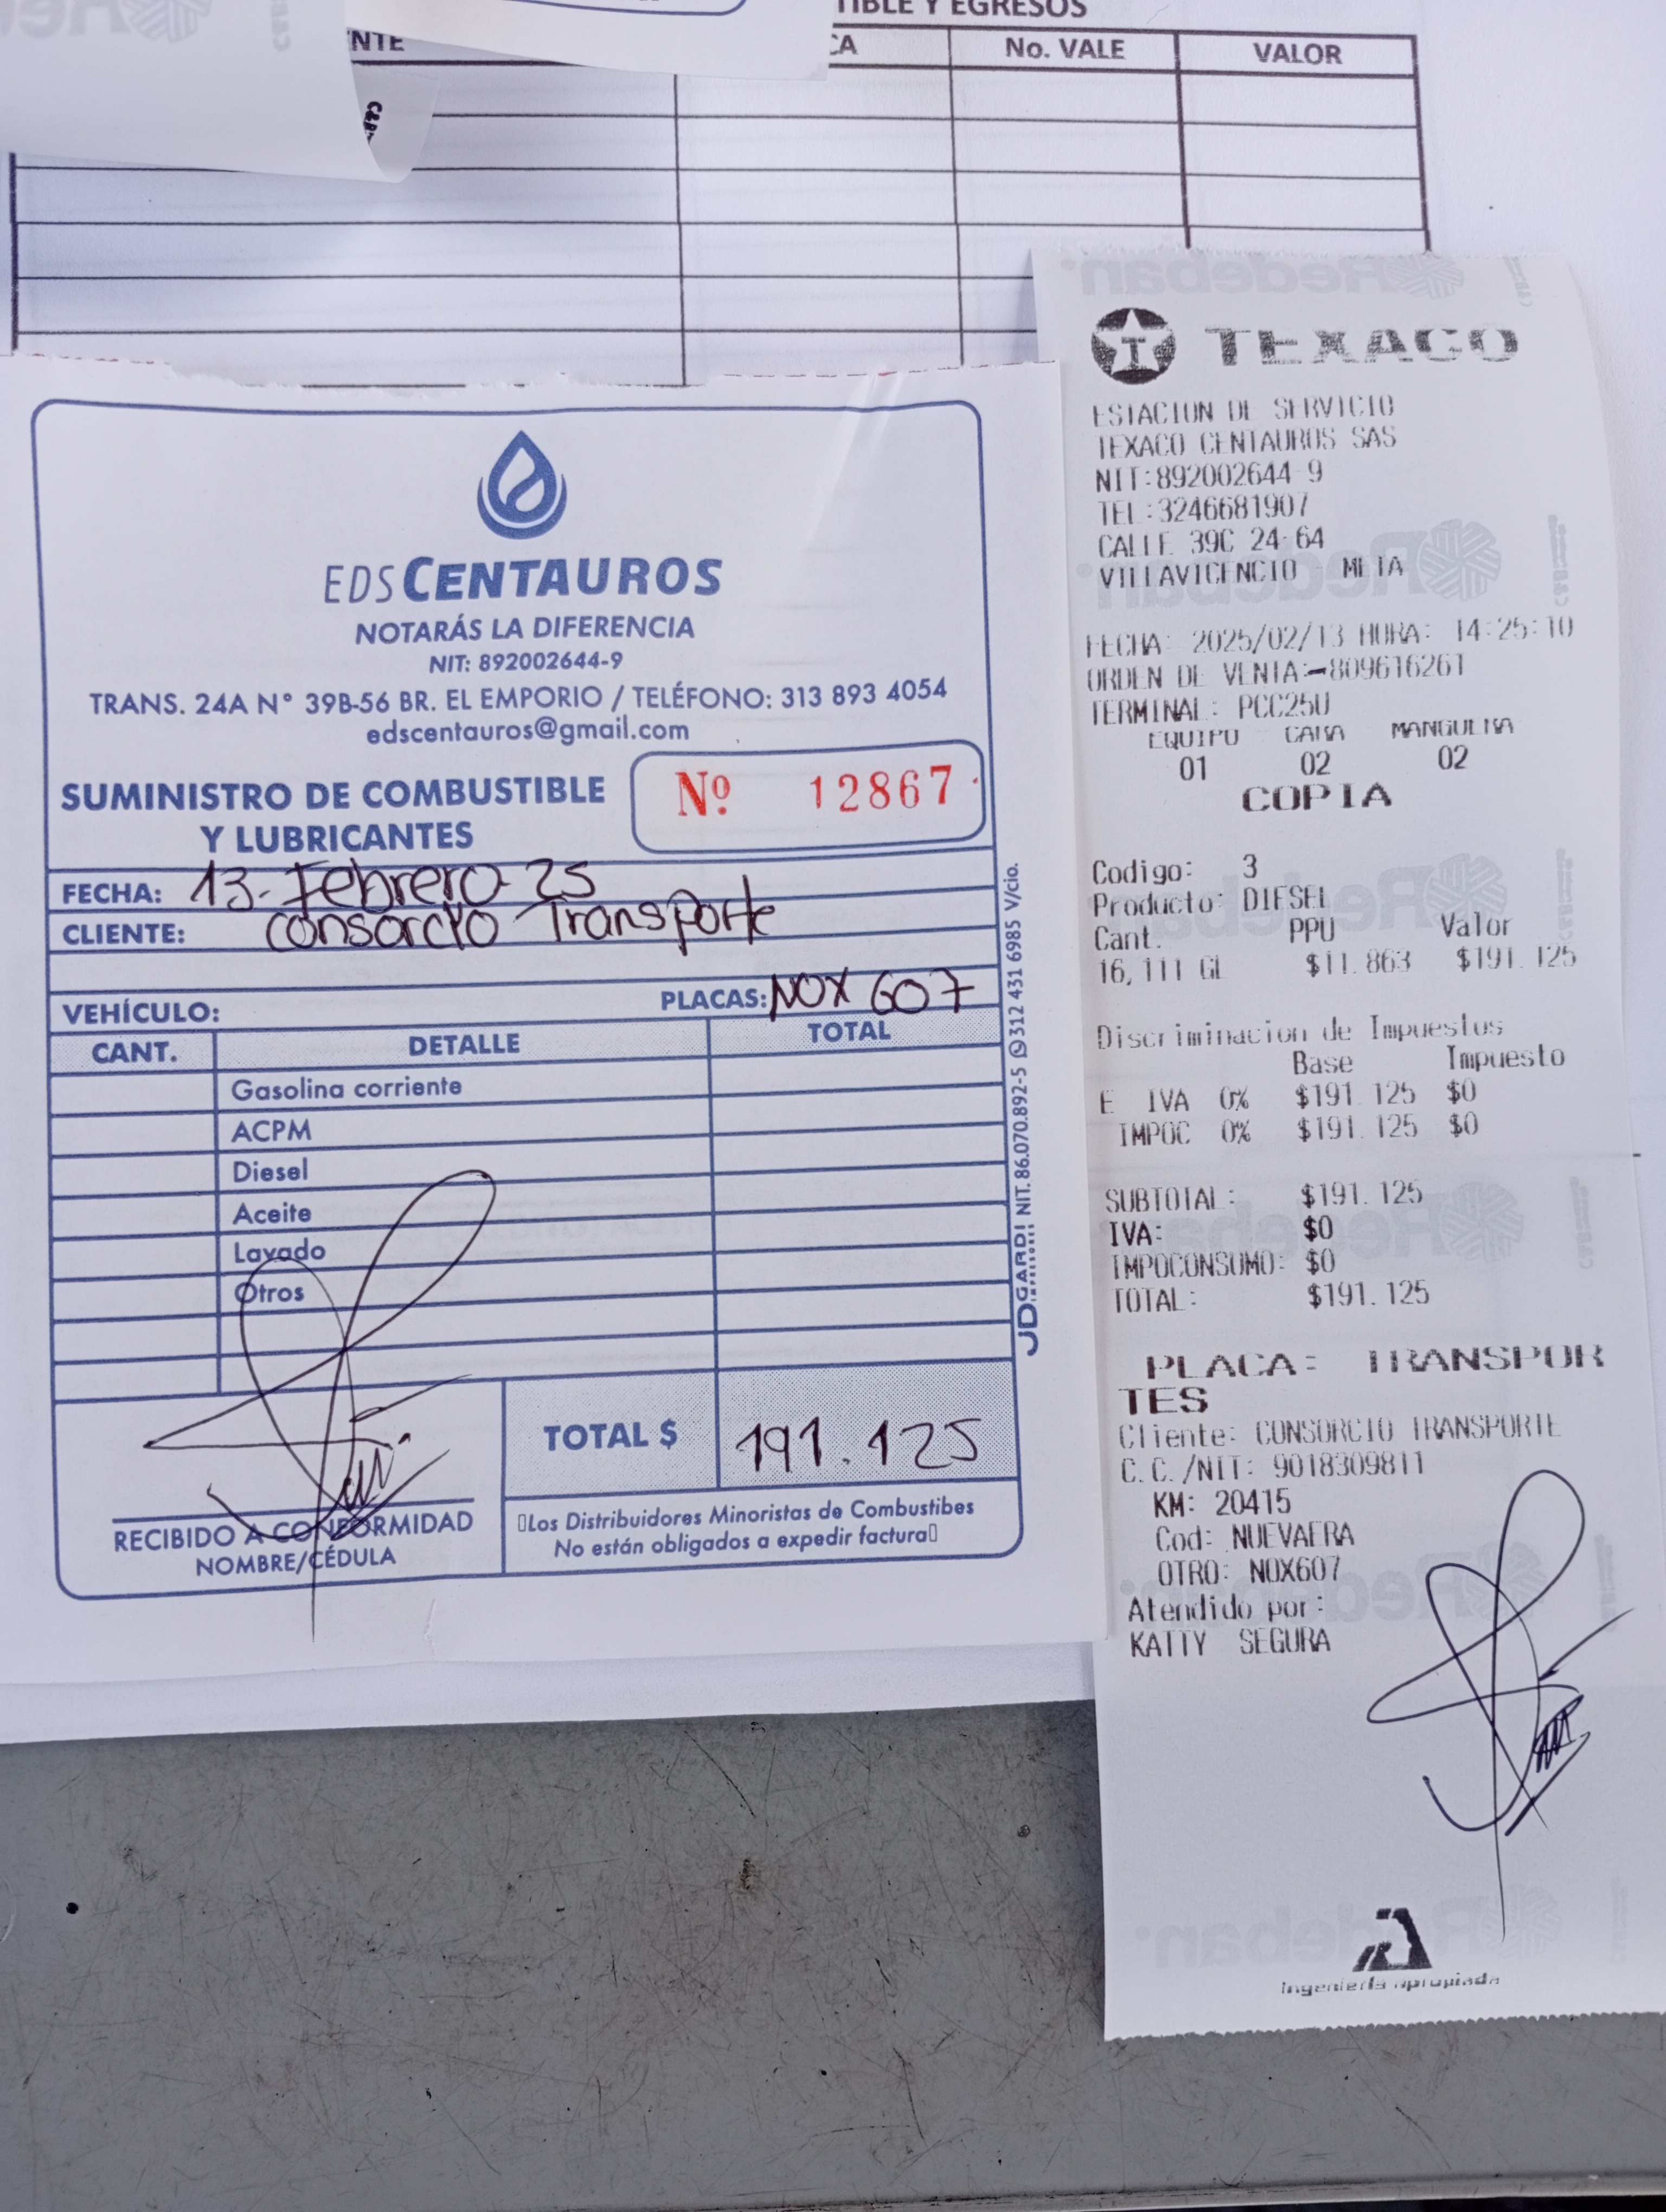 TIBLE Y EGRESOS
NTE CA No. VALE VALOR
EDS CENTAUROS
NOTARÁS LA DIFERENCIA
NIT: 892002644-9
TRANS. 24A N° 39B-56 BR. EL EMPORIO / TELÉFONO: 313 893 4054
edscentauros@gmail.com
SUMINISTRO DE COMBUSTIBLE
Y LUBRICANTES
Nº 12867
FECHA: 13-Febrero-25
CLIENTE: consorcio Transporte
VEHÍCULO: PLACAS: NOX 607
CANT. DETALLE TOTAL
Gasolina corriente
ACPM
Diesel
Aceite
Lavado
Otros
TOTAL $ 191.125
RECIBIDO A CONFORMIDAD
NOMBRE/CÉDULA
Los Distribuidores Minoristas de Combustibes
No están obligados a expedir factura
JDGARDI NIT. 86.070.892-5 312 431 6985 V/cio.
TEXACO
ESTACION DE SERVICIO
TEXACO CENTAUROS SAS
NIT:892002644-9
TEL:3246681907
CALLE 39C 24-64
VILLAVICENCIO - META
FECHA: 2025/02/13 HORA: 14:25:10
ORDEN DE VENTA:-809616261
TERMINAL: PCC25U
EQUIPO CARA MANGUERA
01 02 02
COPIA
Codigo: 3
Producto: DIESEL
Cant. PPU Valor
16,111 GL $11.863 $191.125
Discriminacion de Impuestos
Base Impuesto
E IVA 0% $191.125 $0
IMPOC 0% $191.125 $0
SUBTOTAL: $191.125
IVA: $0
IMPOCONSUMO: $0
TOTAL: $191.125
PLACA: TRANSPOR
TES
Cliente: CONSORCIO TRANSPORTE
C.C./NIT: 9018309811
KM: 20415
Cod: NUEVAERA
OTRO: NOX607
Atendido por:
KATTY SEGURA
Ingeniería apropiada